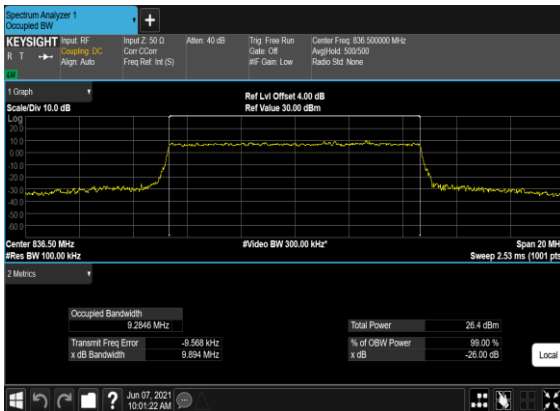 Spectrum Analyzer 1
Occupied BW
KEYSIGHT
R T
Input: RF
Coupling: DC
Align: Auto
Input Z: 50 Ω
Corr CCorr
Freq Ref: Int (S)
Atten: 40 dB
Trig: Free Run
Gate: Off
#IF Gain: Low
Center Freq: 836.500000 MHz
Avg|Hold: 500/500
Radio Std: None
1 Graph
Scale/Div 10.0 dB
Ref Lvl Offset 4.00 dB
Ref Value 30.00 dBm
Log
20.0
10.0
0.00
-10.0
-20.0
-30.0
-40.0
-50.0
-60.0
Center 836.50 MHz
#Res BW 100.00 kHz
#Video BW 300.00 kHz*
Span 20 MH
Sweep 2.53 ms (1001 pts
2 Metrics
Occupied Bandwidth
9.2846 MHz
Transmit Freq Error -9.568 kHz
x dB Bandwidth 9.894 MHz
Total Power 26.4 dBm
% of OBW Power 99.00 %
x dB -26.00 dB
Local
Jun 07, 2021
10:01:22 AM